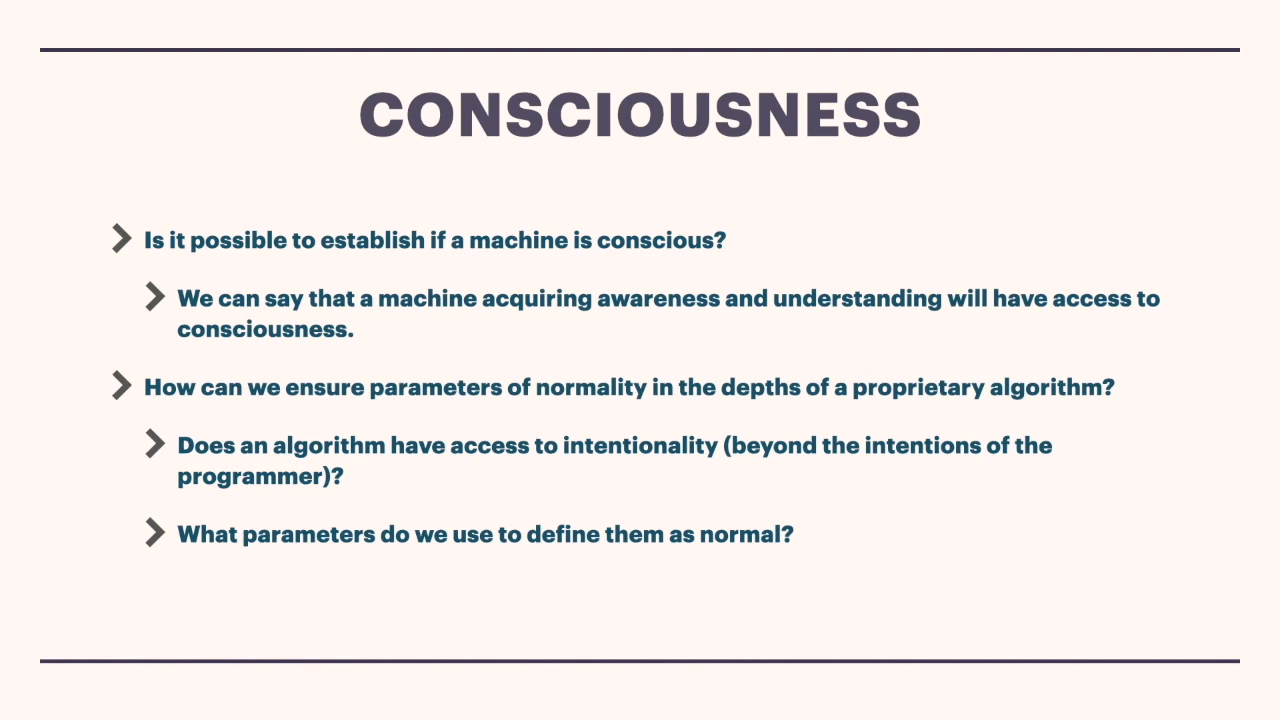 CONSCIOUSNESS
Is it possible to establish if a machine is conscious?
We can say that a machine acquiring awareness and understanding will have access to
consciousness.
How can we ensure parameters of normality in the depths of a proprietary algorithm?
Does an algorithm have access to intentionality (beyond the intentions of the
programmer)?
What parameters do we use to define them as normal?